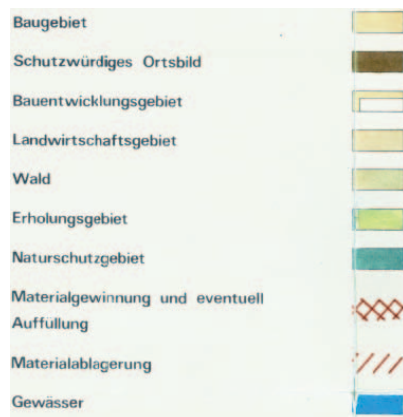 Baugebiet
Schutzwürdiges Ortsbild
Bauentwicklungsgebiet
Landwirtschaftsgebiet
Wald
Erholungsgebiet
Naturschutzgebiet
Materialgewinnung und eventuell
Auffüllung
Materialablagerung
Gewässer